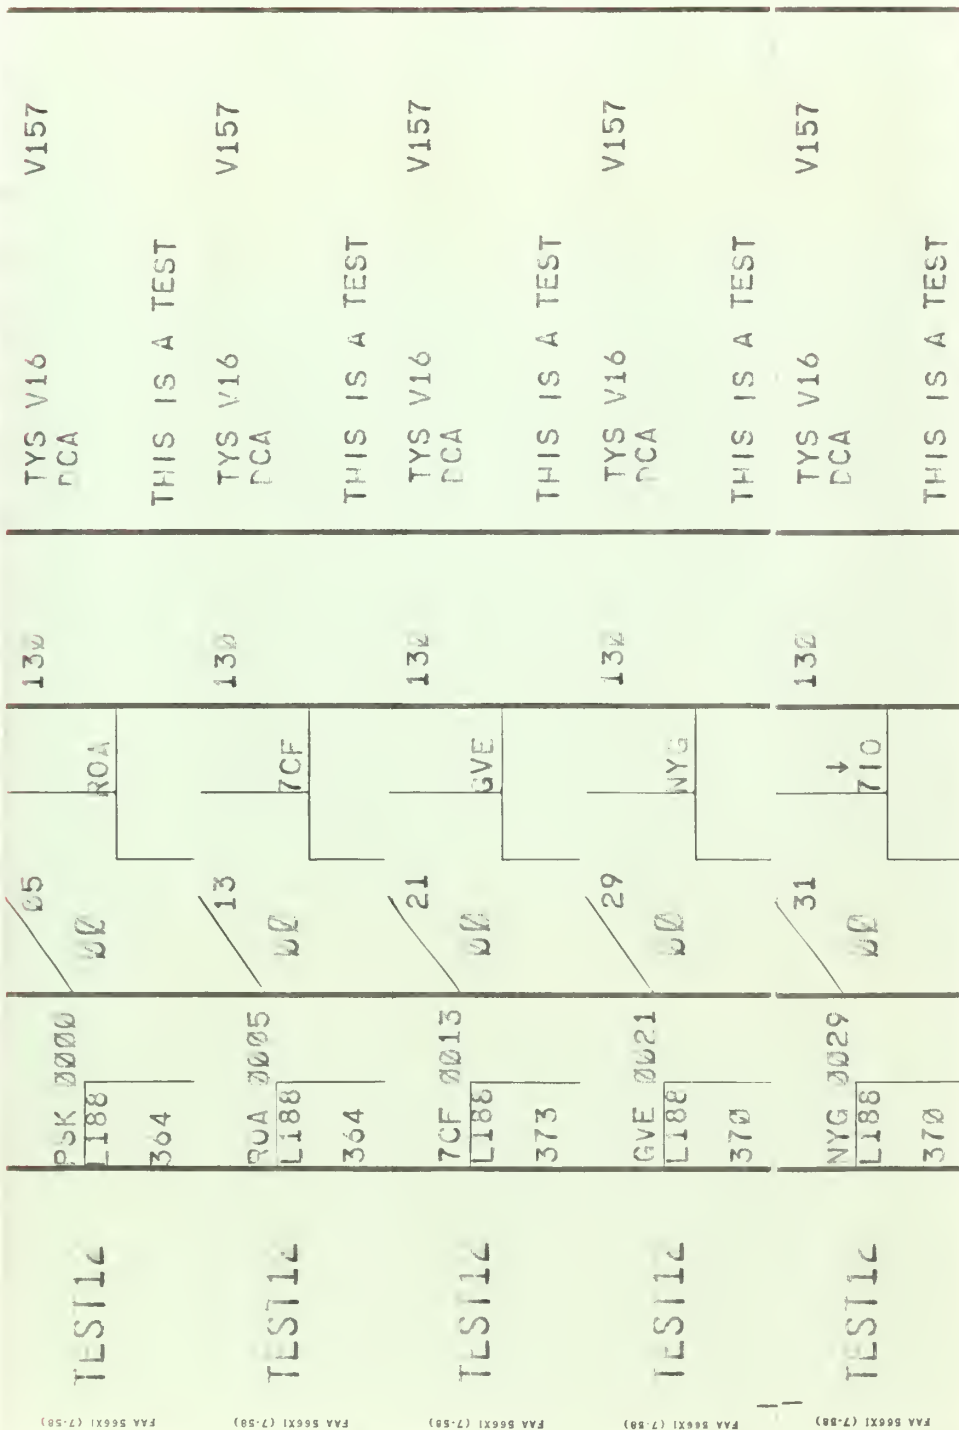 TEST12
PSK 0000
L188
364
05
00
ROA
130
TYS V16 V157
DCA
THIS IS A TEST
FAA 566X1 (7-58)
TEST12
ROA 0005
L188
364
13
00
7CF
130
TYS V16 V157
DCA
THIS IS A TEST
FAA 566X1 (7-58)
TEST12
7CF 0013
L188
373
21
00
GVE
130
TYS V16 V157
DCA
THIS IS A TEST
FAA 566X1 (7-58)
TEST12
GVE 0021
L188
370
29
00
NYG
130
TYS V16 V157
DCA
THIS IS A TEST
FAA 566X1 (7-58)
TEST12
NYG 0029
L188
370
31
00
↓
710
130
TYS V16 V157
DCA
THIS IS A TEST
FAA 566X1 (7-58)